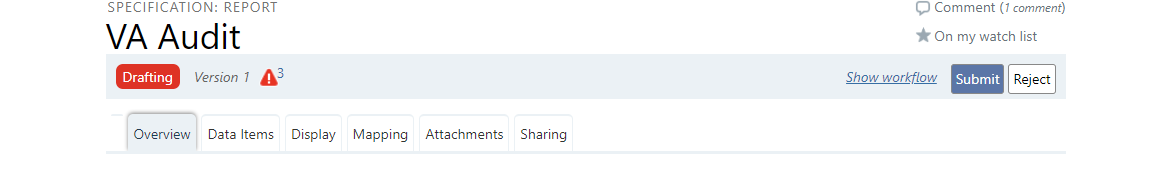 SPECIFICATION: REPORT
Comment (1 comment)
VA Audit
On my watch list
Drafting Version 1 3 Show workflow Submit Reject
Overview Data Items Display Mapping Attachments Sharing